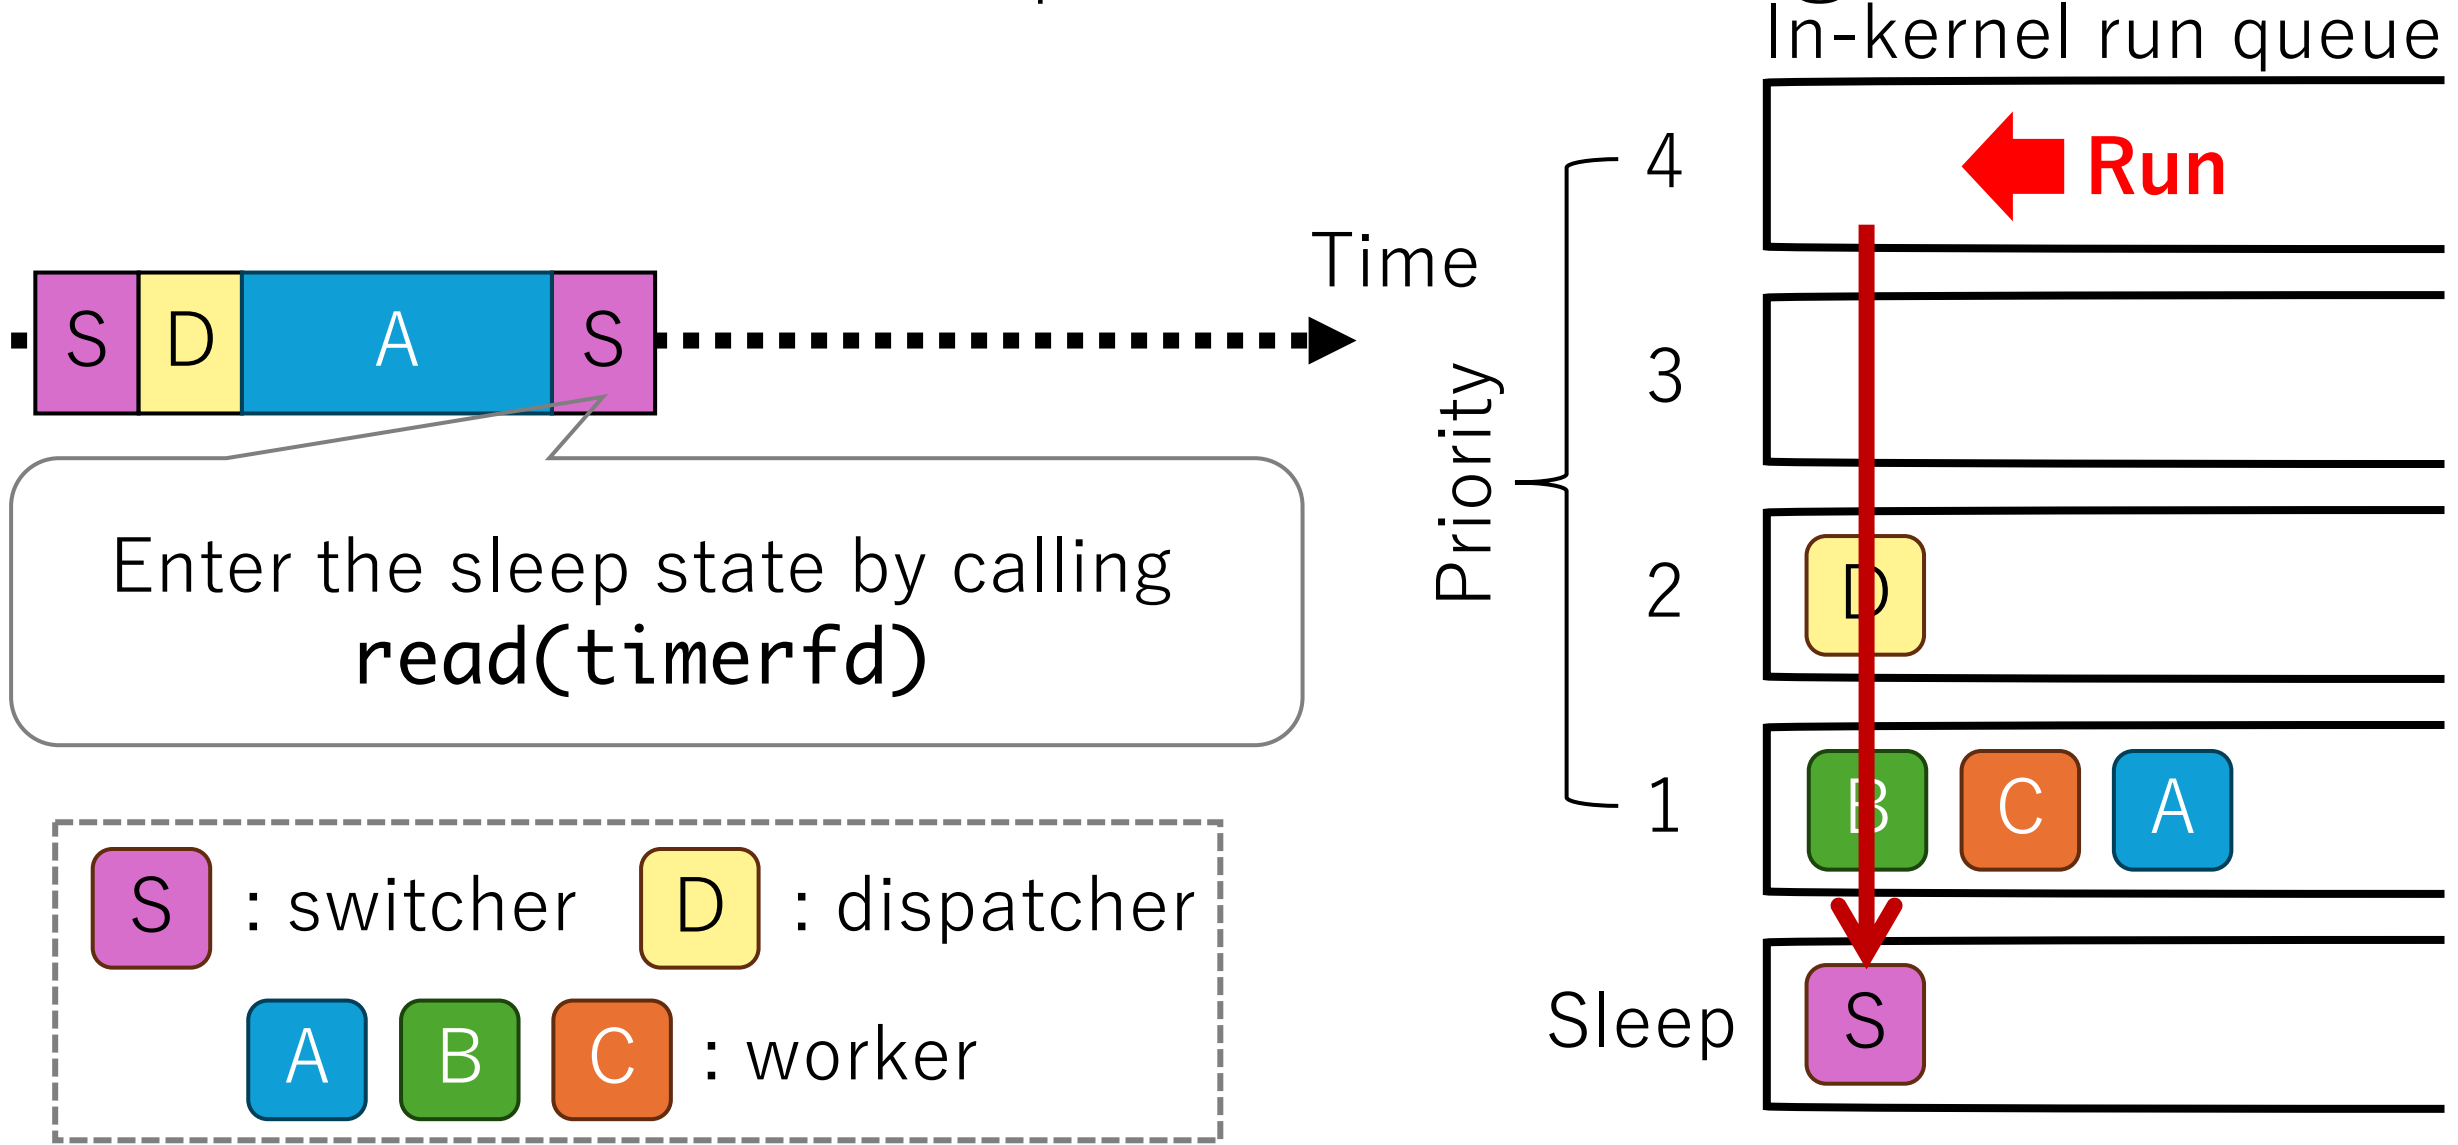 In-kernel run queue
4
Run
Time
S D A S
3
Priority
Enter the sleep state by calling
read(timerfd)
2
D
1
B C A
S : switcher D : dispatcher
A B C : worker
Sleep
S